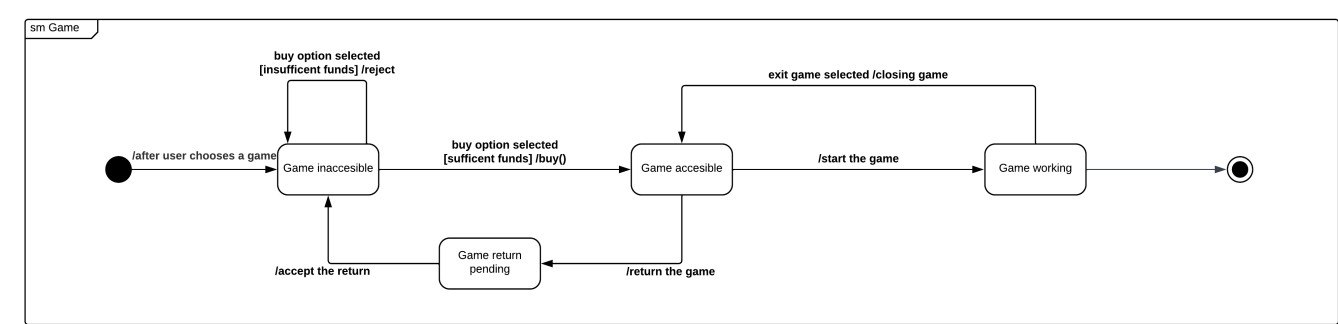 sm Game
buy option selected
[insufficent funds] /reject
exit game selected /closing game
/after user chooses a game
Game inaccesible
buy option selected
[sufficent funds] /buy()
Game accesible
/start the game
Game working
Game return
pending
/accept the return
/return the game